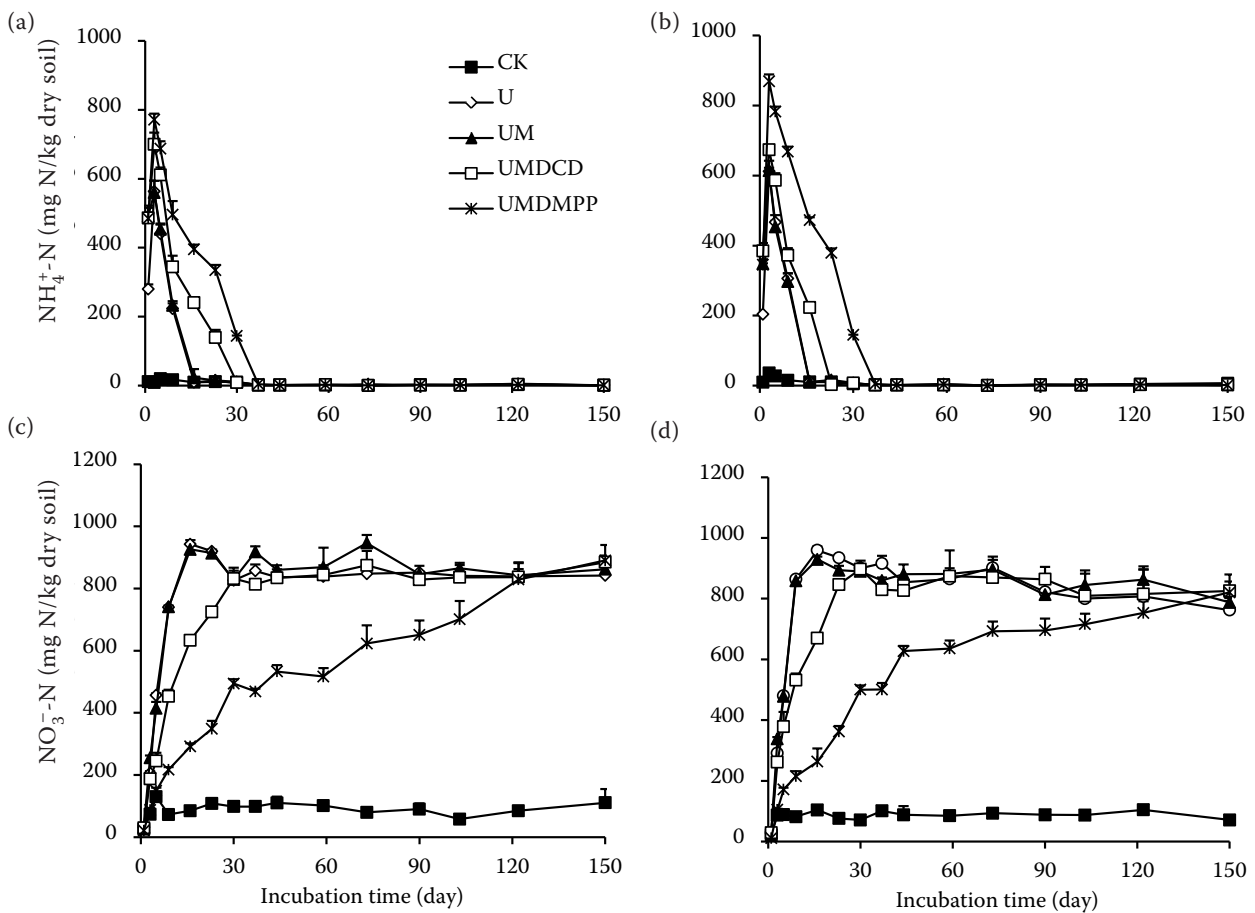 (a)
NH₄⁺-N (mg N/kg dry soil)
1000
800
600
400
200
0
0 30 60 90 120 150
CK
U
UM
UMDCD
UMDMPP
(b)
1000
800
600
400
200
0
0 30 60 90 120 150
(c)
NO₃⁻-N (mg N/kg dry soil)
1200
1000
800
600
400
200
0
0 30 60 90 120 150
Incubation time (day)
(d)
1200
1000
800
600
400
200
0
0 30 60 90 120 150
Incubation time (day)